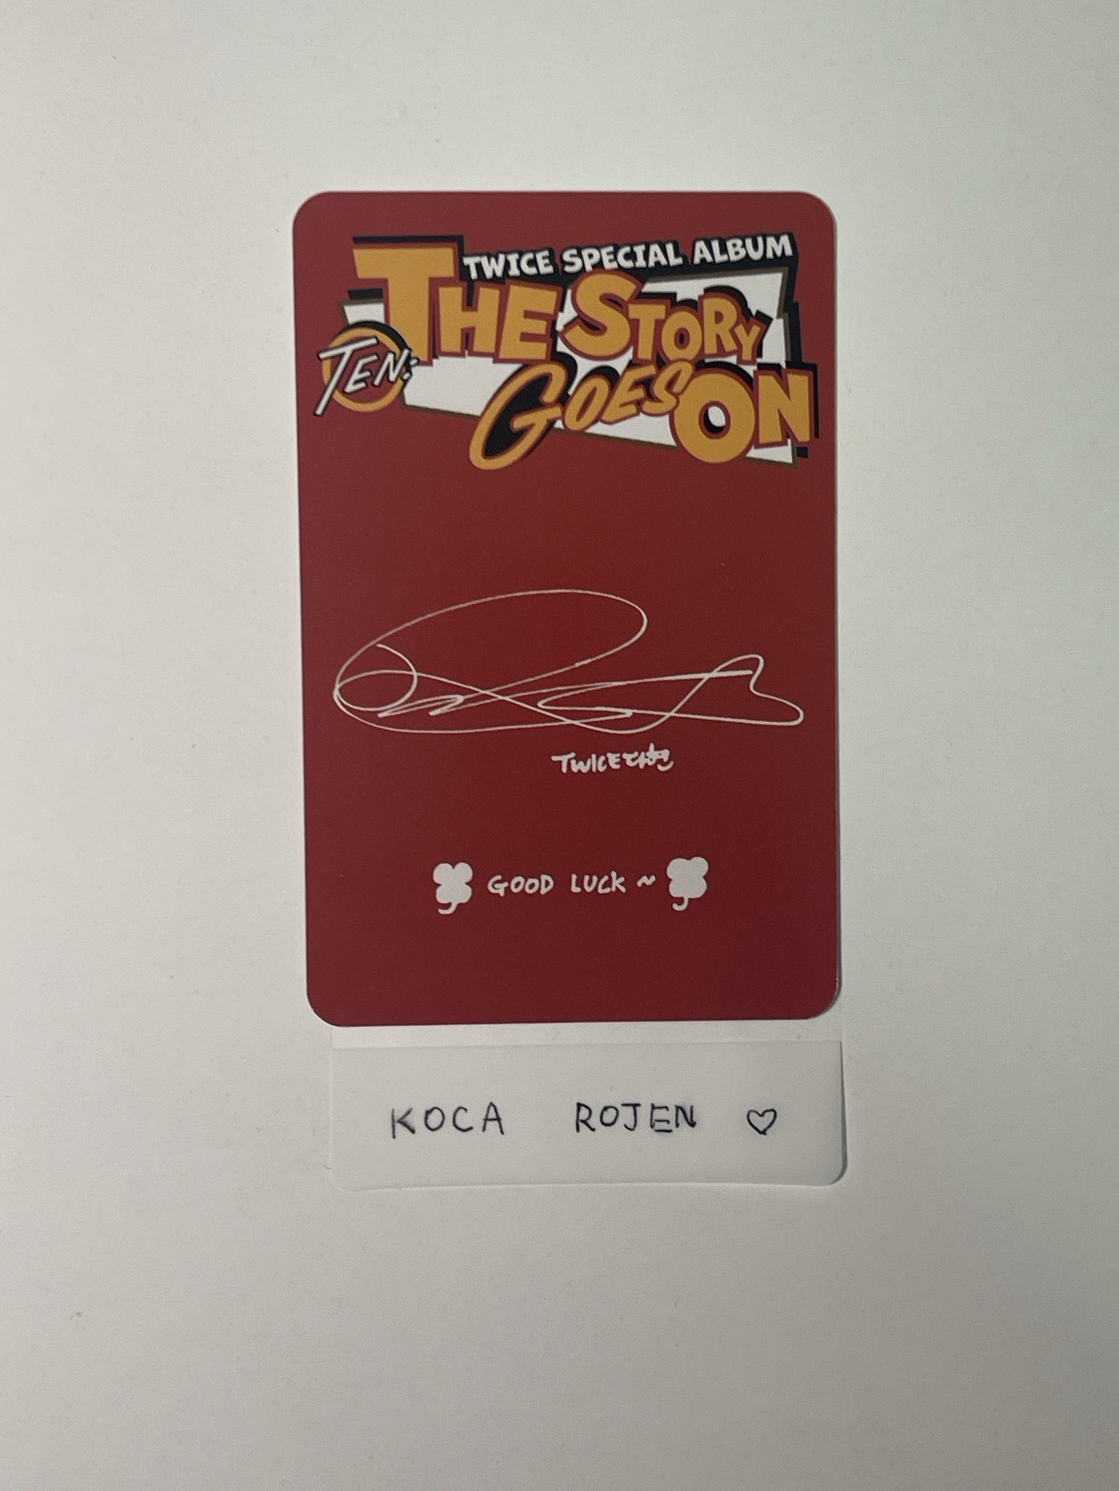 TWICE SPECIAL ALBUM
TEN:
THE STORY
GOES ON
TWICE다현
GOOD LUCK ~
KOCA ROJEN ♡